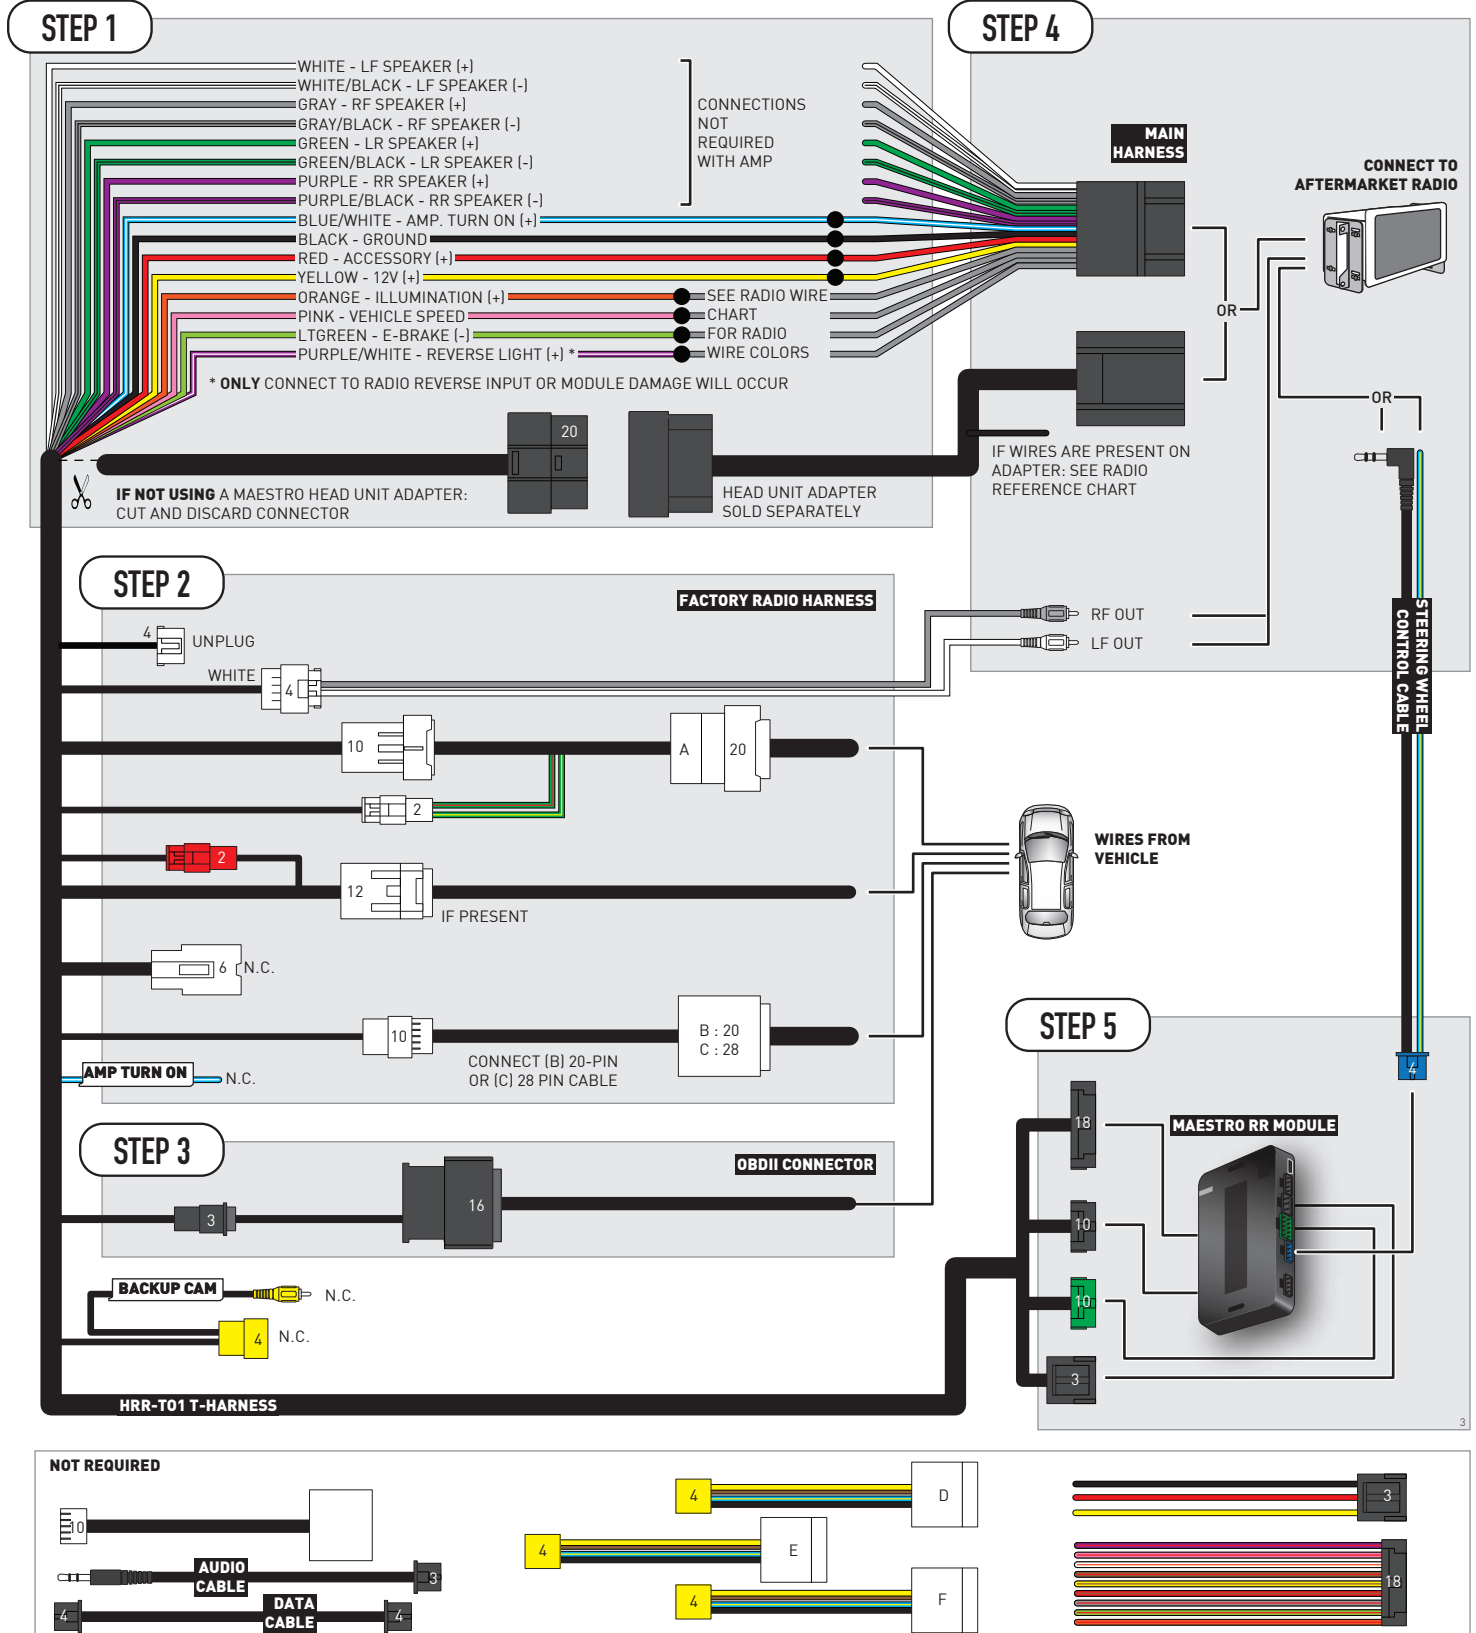 STEP 1
WHITE - LF SPEAKER (+)
WHITE/BLACK - LF SPEAKER (-)
GRAY - RF SPEAKER (+)
GRAY/BLACK - RF SPEAKER (-)
GREEN - LR SPEAKER (+)
GREEN/BLACK - LR SPEAKER (-)
PURPLE - RR SPEAKER (+)
PURPLE/BLACK - RR SPEAKER (-)
BLUE/WHITE - AMP. TURN ON (+)
BLACK - GROUND
RED - ACCESSORY (+)
YELLOW - 12V (+)
ORANGE - ILLUMINATION (+)
PINK - VEHICLE SPEED
LTGREEN - E-BRAKE (-)
PURPLE/WHITE - REVERSE LIGHT (+) *
CONNECTIONS
NOT
REQUIRED
WITH AMP
SEE RADIO WIRE
CHART
FOR RADIO
WIRE COLORS
* ONLY CONNECT TO RADIO REVERSE INPUT OR MODULE DAMAGE WILL OCCUR
20
IF NOT USING A MAESTRO HEAD UNIT ADAPTER:
CUT AND DISCARD CONNECTOR
HEAD UNIT ADAPTER
SOLD SEPARATELY
STEP 4
MAIN
HARNESS
CONNECT TO
AFTERMARKET RADIO
OR
OR
IF WIRES ARE PRESENT ON
ADAPTER: SEE RADIO
REFERENCE CHART
RF OUT
LF OUT
STEERING WHEEL
CONTROL CABLE
4
STEP 2
FACTORY RADIO HARNESS
4
UNPLUG
WHITE
4
10
A
20
2
2
12
IF PRESENT
6
N.C.
10
B : 20
C : 28
CONNECT (B) 20-PIN
OR (C) 28 PIN CABLE
AMP TURN ON
N.C.
WIRES FROM
VEHICLE
STEP 3
OBDII CONNECTOR
3
16
BACKUP CAM
N.C.
4
N.C.
HRR-TO1 T-HARNESS
STEP 5
MAESTRO RR MODULE
18
10
10
3
3
NOT REQUIRED
10
AUDIO
CABLE
3
4
DATA
CABLE
4
4
D
4
E
4
F
3
18